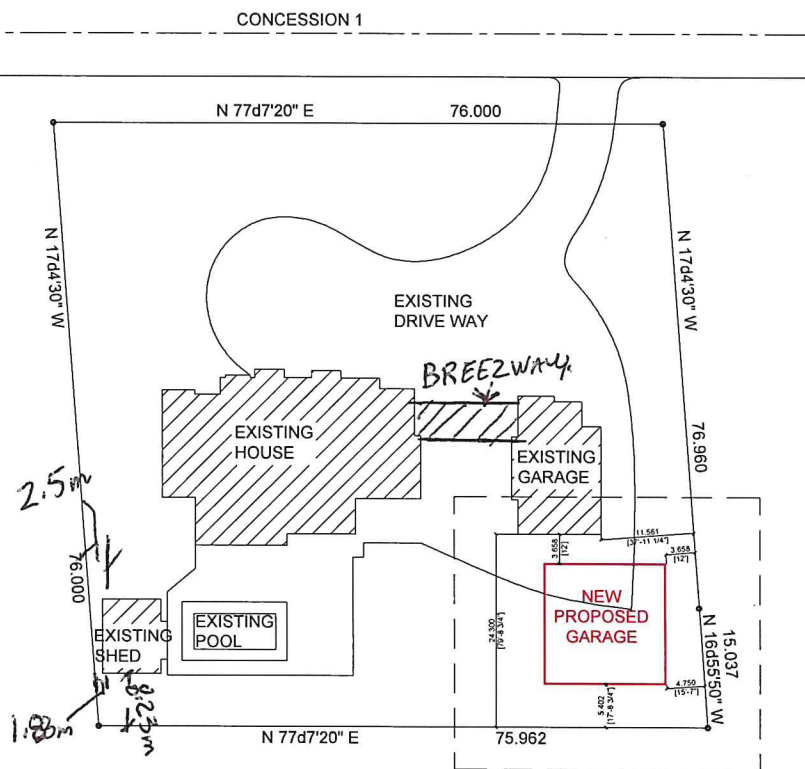 CONCESSION 1
N 77d7'20" E
76.000
N 17d4'30" W
N 17d4'30" W
EXISTING
DRIVE WAY
BREEZWAY.
EXISTING
HOUSE
EXISTING
GARAGE
76.960
2.5m
76.000
11.561
[37'-11 1/4"]
3.658
[12']
3.658
[12']
NEW
PROPOSED
GARAGE
24.300
[79'-8 3/4"]
EXISTING
SHED
EXISTING
POOL
15.037
N 16d55'50" W
4.750
[15'-7"]
5.402
[17'-8 3/4"]
1.83m
8.23m
N 77d7'20" E
75.962